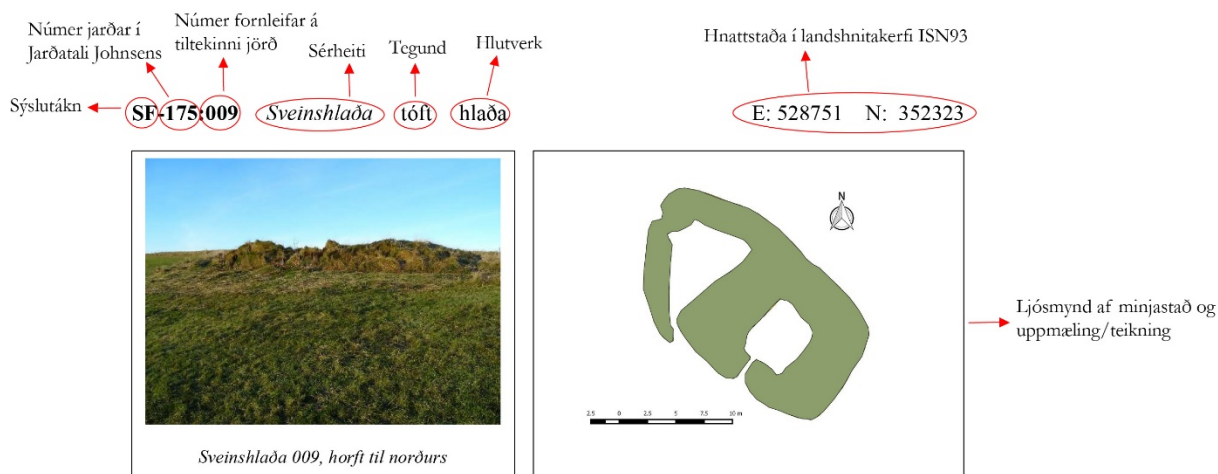 Númer jarðar í
Jarðatali Johnsens
Númer fornleifar á
tiltekinni jörð
Sérheiti
Tegund
Hlutverk
Hnattstaða í landshnitakerfi ISN93
Sýslutákn
SF-175:009 Sveinshlaða tóft hlaða E: 528751 N: 352323
N
Ljósmynd af minjastað og
uppmæling/teikning
2.5 0 2.5 5 7.5 10 m
Sveinshlaða 009, horft til norðurs